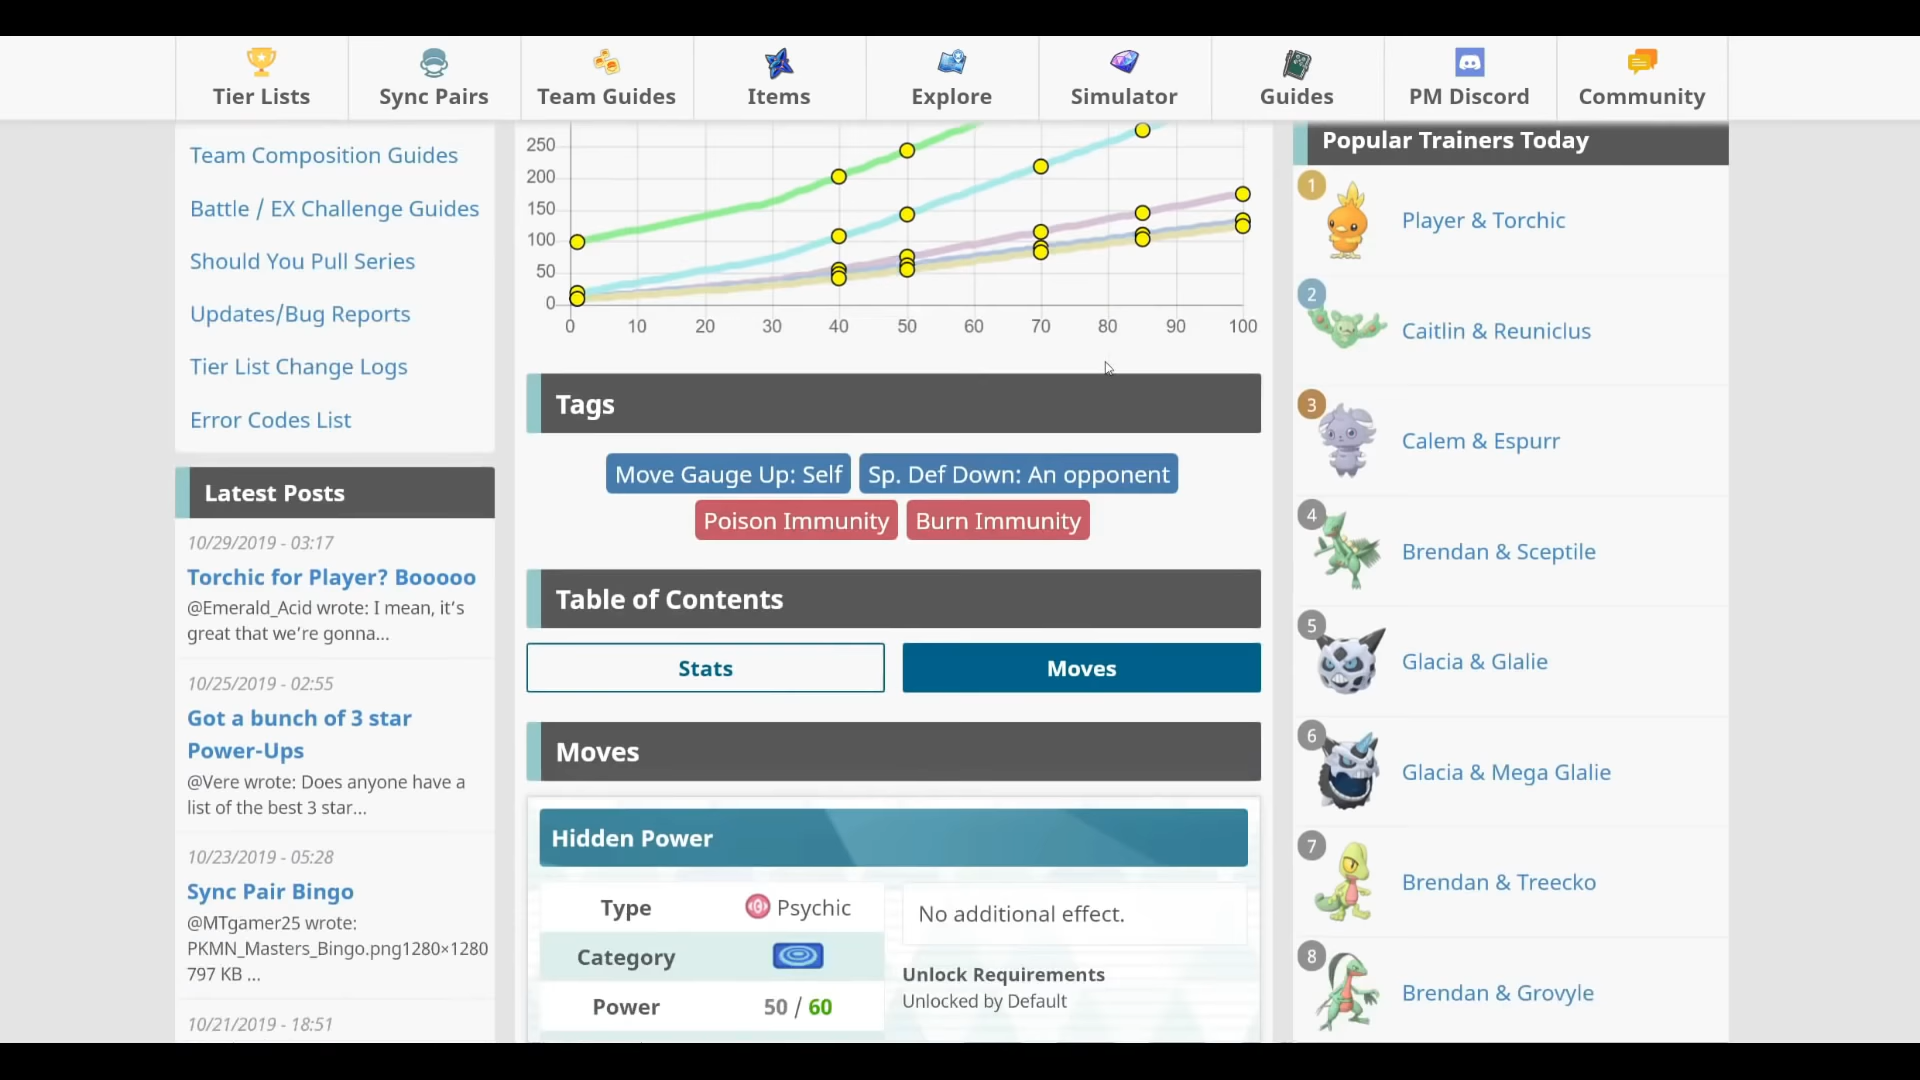 Tier Lists
Sync Pairs
Team Guides
Items
Explore
Simulator
Guides
PM Discord
Community
Team Composition Guides
Battle / EX Challenge Guides
Should You Pull Series
Updates/Bug Reports
Tier List Change Logs
Error Codes List
Latest Posts
10/29/2019 - 03:17
Torchic for Player? Booooo
@Emerald_Acid wrote: I mean, it's
great that we're gonna...
10/25/2019 - 02:55
Got a bunch of 3 star
Power-Ups
@Vere wrote: Does anyone have a
list of the best 3 star...
10/23/2019 - 05:28
Sync Pair Bingo
@MTgamer25 wrote:
PKMN_Masters_Bingo.png1280×1280
797 KB ...
10/21/2019 - 18:51
250
200
150
100
50
0
0 10 20 30 40 50 60 70 80 90 100
Tags
Move Gauge Up: Self
Sp. Def Down: An opponent
Poison Immunity
Burn Immunity
Table of Contents
Stats
Moves
Moves
Hidden Power
Type Psychic
Category
Power 50 / 60
No additional effect.
Unlock Requirements
Unlocked by Default
Popular Trainers Today
1 Player & Torchic
2 Caitlin & Reuniclus
3 Calem & Espurr
4 Brendan & Sceptile
5 Glacia & Glalie
6 Glacia & Mega Glalie
7 Brendan & Treecko
8 Brendan & Grovyle